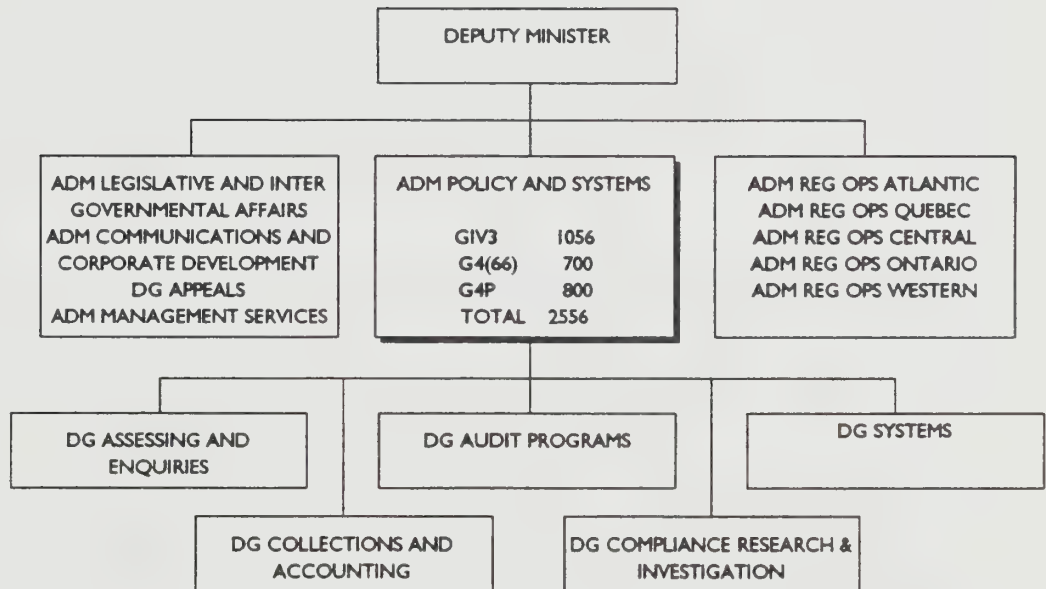 DEPUTY MINISTER
ADM LEGISLATIVE AND INTER
GOVERNMENTAL AFFAIRS
ADM COMMUNICATIONS AND
CORPORATE DEVELOPMENT
DG APPEALS
ADM MANAGEMENT SERVICES
ADM POLICY AND SYSTEMS
GIV3 1056
G4(66) 700
G4P 800
TOTAL 2556
ADM REG OPS ATLANTIC
ADM REG OPS QUEBEC
ADM REG OPS CENTRAL
ADM REG OPS ONTARIO
ADM REG OPS WESTERN
DG ASSESSING AND
ENQUIRIES
DG AUDIT PROGRAMS
DG SYSTEMS
DG COLLECTIONS AND
ACCOUNTING
DG COMPLIANCE RESEARCH &
INVESTIGATION